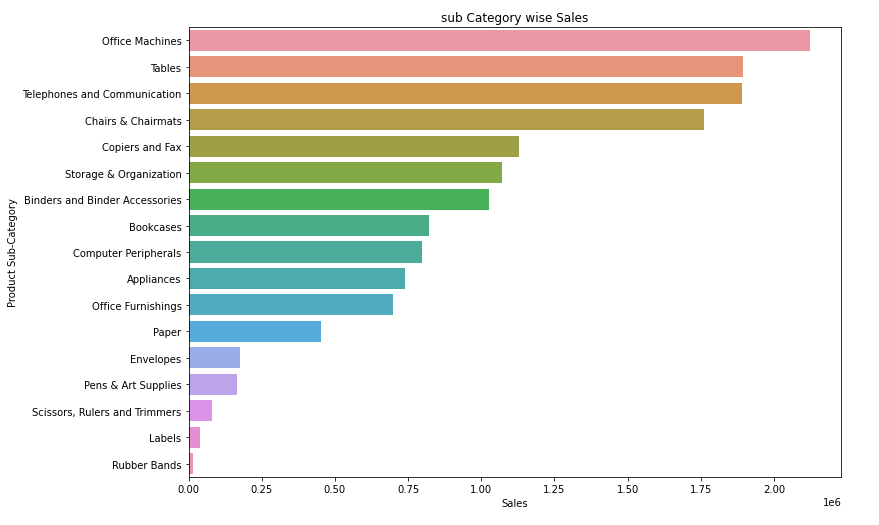 sub Category wise Sales
Product Sub-Category
Office Machines
Tables
Telephones and Communication
Chairs & Chairmats
Copiers and Fax
Storage & Organization
Binders and Binder Accessories
Bookcases
Computer Peripherals
Appliances
Office Furnishings
Paper
Envelopes
Pens & Art Supplies
Scissors, Rulers and Trimmers
Labels
Rubber Bands
0.00 0.25 0.50 0.75 1.00 1.25 1.50 1.75 2.00
Sales
1e6